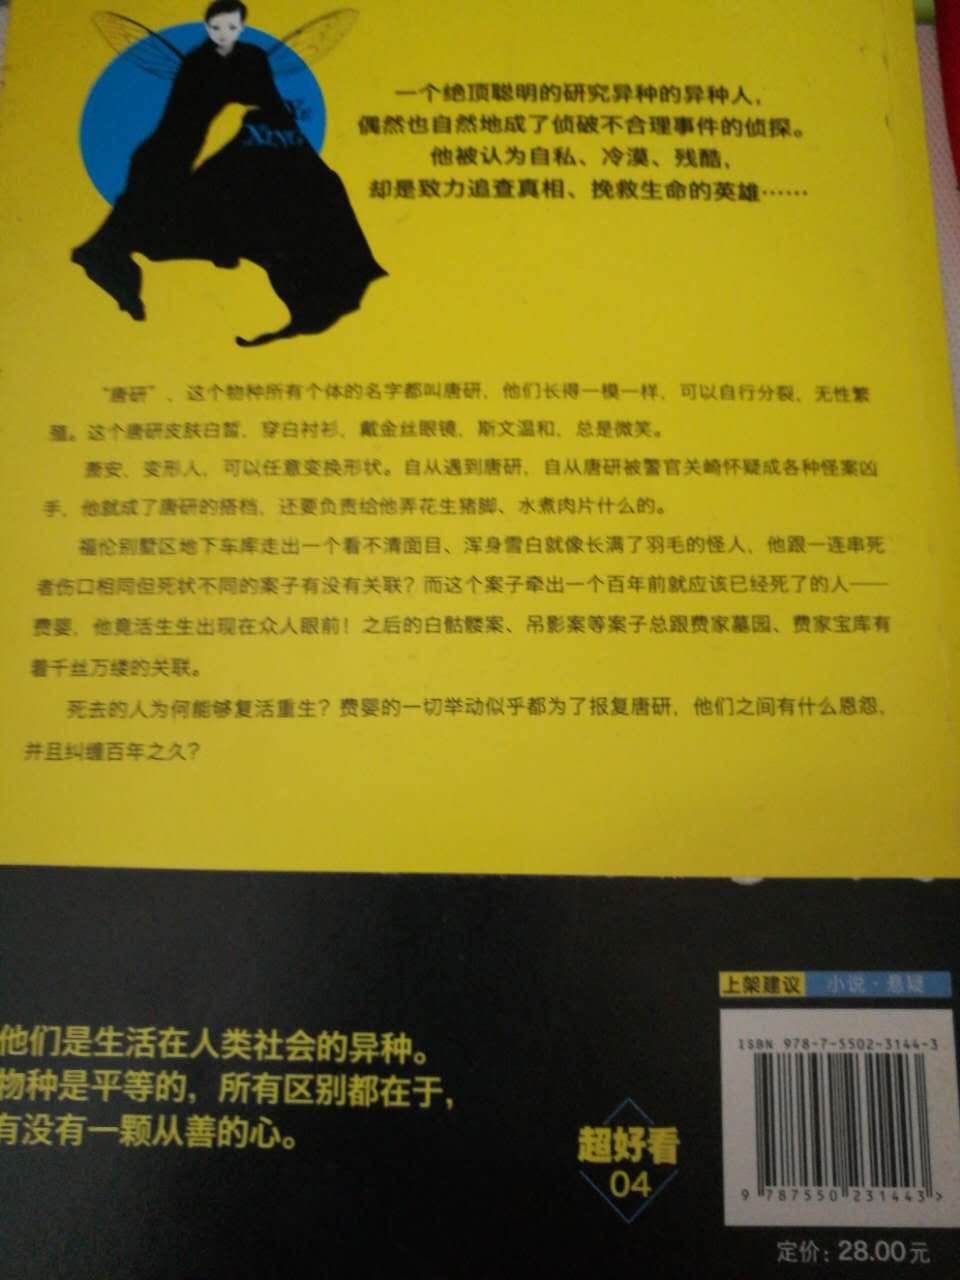 YE
XING
一个绝顶聪明的研究异种的异种人，
偶然也自然地成了侦破不合理事件的侦探。
他被认为自私、冷漠、残酷，
却是致力追查真相、挽救生命的英雄……
“唐研”，这个物种所有个体的名字都叫唐研，他们长得一模一样，可以自行分裂，无性繁
殖。这个唐研皮肤白皙，穿白衬衫，戴金丝眼镜，斯文温和，总是微笑。
萧安，变形人，可以任意变换形状。自从遇到唐研，自从唐研被警官关崎怀疑成各种怪案凶
手，他就成了唐研的搭档，还要负责给他弄花生猪脚、水煮肉片什么的。
福伦别墅区地下车库走出一个看不清面目、浑身雪白就像长满了羽毛的怪人，他跟一连串死
者伤口相同但死状不同的案子有没有关联？而这个案子牵出一个百年前就应该已经死了的人——
费婴，他竟活生生出现在众人眼前！之后的白骷髅案、吊影案等案子总跟费家墓园、费家宝库有
着千丝万缕的关联。
死去的人为何能够复活重生？费婴的一切举动似乎都为了报复唐研，他们之间有什么恩怨，
并且纠缠百年之久？
他们是生活在人类社会的异种。
物种是平等的，所有区别都在于，
有没有一颗从善的心。
超好看
04
上架建议 小说·悬疑
ISBN 978-7-5502-3144-3
9 787550 231443 >
定价：28.00元